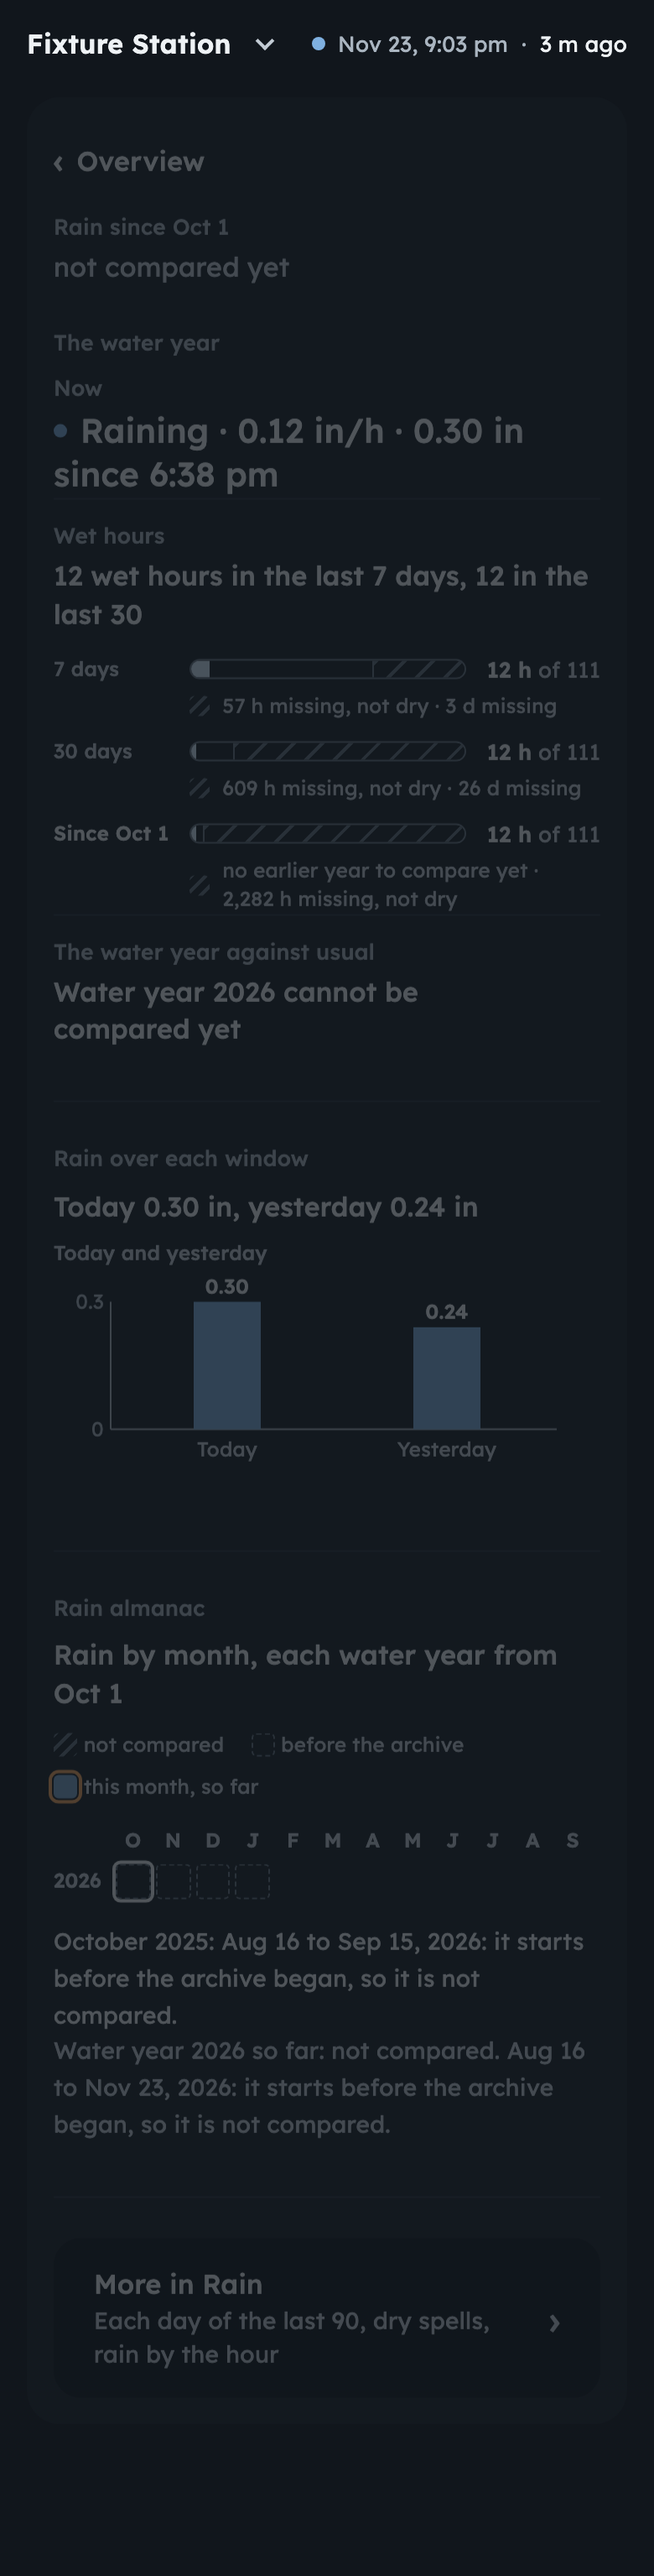 Fixture Station
Nov 23, 9:03 pm · 3 m ago
‹ Overview
Rain since Oct 1
not compared yet
The water year
Now
Raining · 0.12 in/h · 0.30 in
since 6:38 pm
Wet hours
12 wet hours in the last 7 days, 12 in the
last 30
7 days
12 h of 111
57 h missing, not dry · 3 d missing
30 days
12 h of 111
609 h missing, not dry · 26 d missing
Since Oct 1
12 h of 111
no earlier year to compare yet ·
2,282 h missing, not dry
The water year against usual
Water year 2026 cannot be
compared yet
Rain over each window
Today 0.30 in, yesterday 0.24 in
Today and yesterday
0.30
0.3
0.24
0
Today
Yesterday
Rain almanac
Rain by month, each water year from
Oct 1
not compared
before the archive
this month, so far
O N D J F M A M J J A S
2026
October 2025: Aug 16 to Sep 15, 2026: it starts
before the archive began, so it is not
compared.
Water year 2026 so far: not compared. Aug 16
to Nov 23, 2026: it starts before the archive
began, so it is not compared.
More in Rain
Each day of the last 90, dry spells,
rain by the hour
›